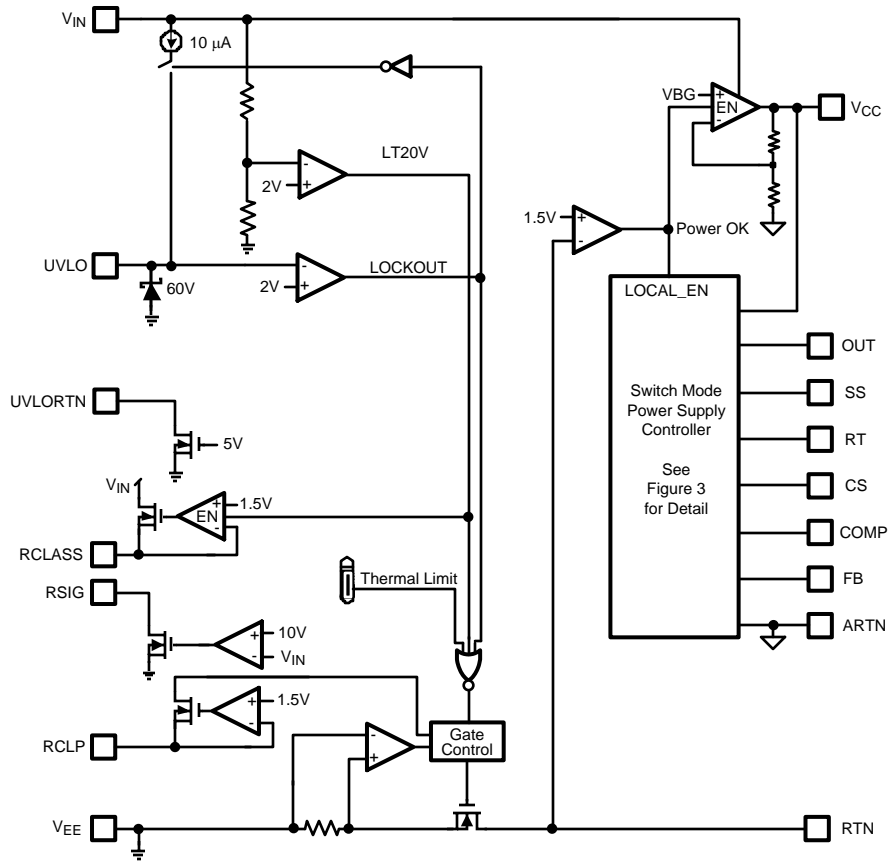 VIN
10 μA
VBG
+
EN
-
VCC
LT20V
-
2V
+
1.5V
+
-
Power OK
UVLO
60V
-
2V
+
LOCKOUT
LOCAL_EN
OUT
UVLORTN
5V
Switch Mode
Power Supply
Controller
SS
RT
See
Figure 3
for Detail
CS
VIN
+
1.5V
EN
-
RCLASS
COMP
Thermal Limit
FB
RSIG
+
10V
-
VIN
ARTN
+
1.5V
-
RCLP
-
+
Gate
Control
VEE
RTN